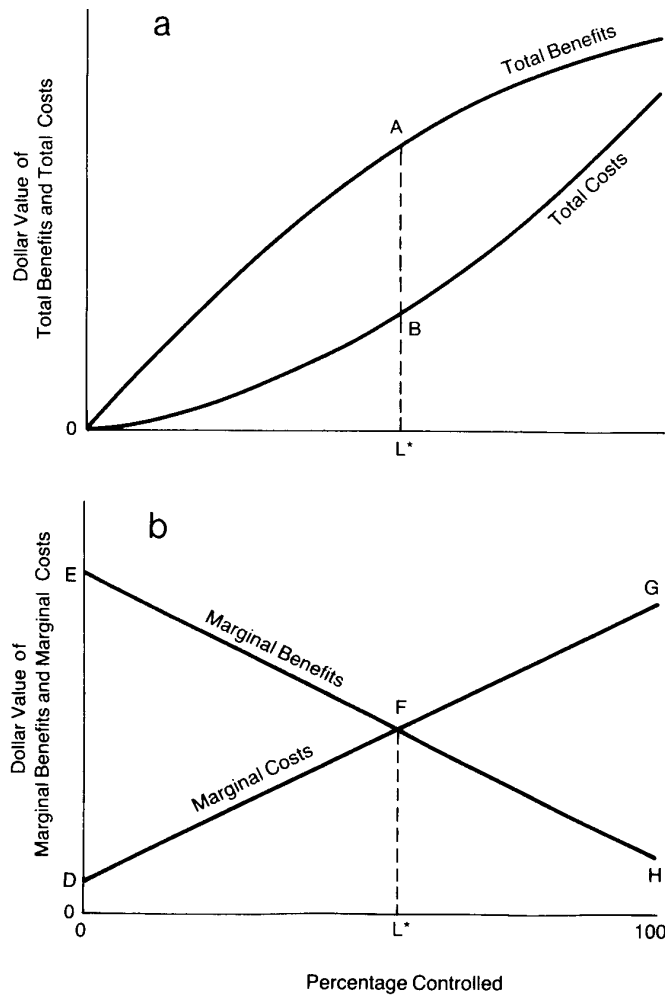 a
Dollar Value of
Total Benefits and Total Costs
Total Benefits
A
Total Costs
B
0
L*
b
Dollar Value of
Marginal Benefits and Marginal Costs
E
G
Marginal Benefits
F
Marginal Costs
D
H
0
0
L*
100
Percentage Controlled